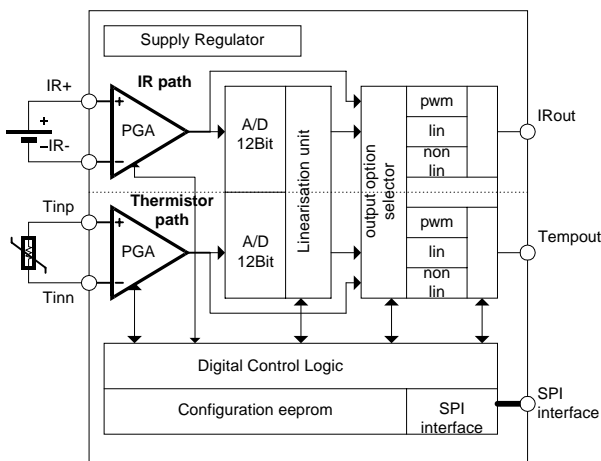 Supply Regulator
IR+
IR path
+
PGA
−
+
−IR-
A/D
12Bit
Linearisation unit
output option
selector
pwm
lin
non
lin
IRout
Tinp
Thermistor
path
+
PGA
−
Tinn
A/D
12Bit
pwm
lin
non
lin
Tempout
Digital Control Logic
Configuration eeprom
SPI
interface
SPI
interface